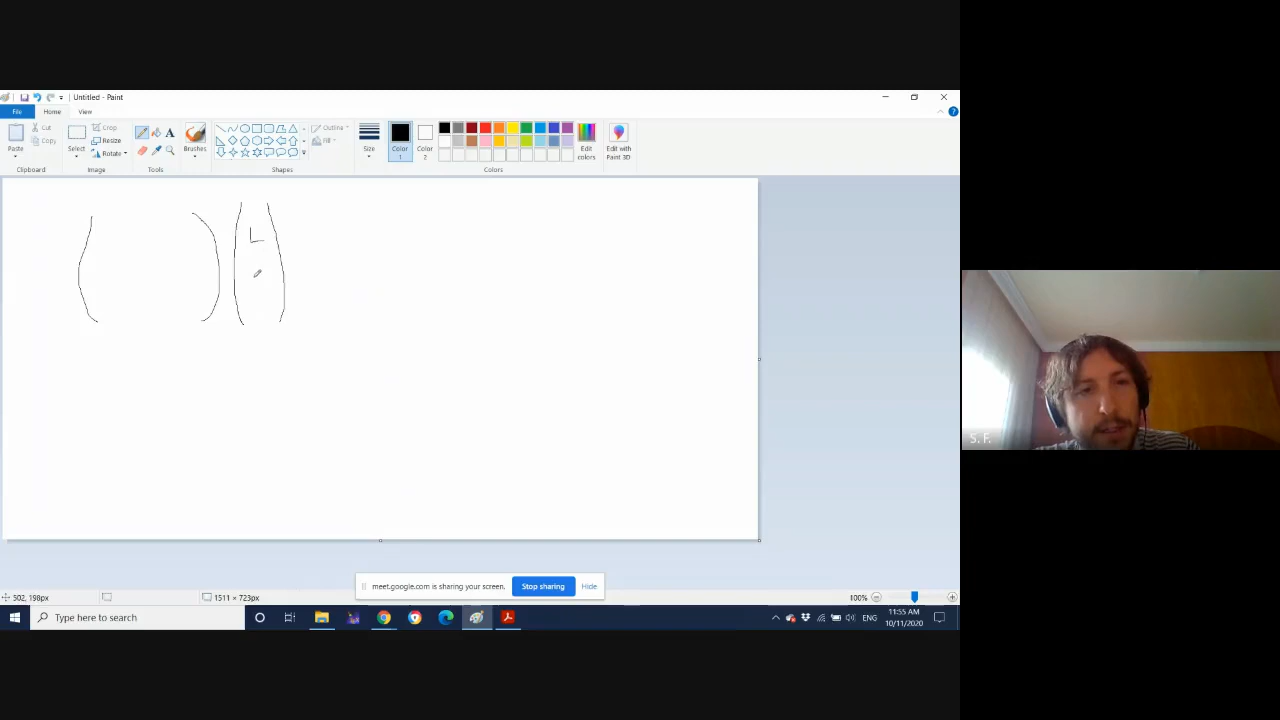 Untitled - Paint
File Home View
Cut
Crop
Outline
Copy
Resize
Fill
Paste Select Rotate Brushes Size Color 1 Color 2 Edit colors Edit with Paint 3D
Clipboard Image Tools Shapes Colors
L
S. F.
meet.google.com is sharing your screen. Stop sharing Hide
502, 198px 1511 × 723px 100%
Type here to search
ENG
11:55 AM
10/11/2020